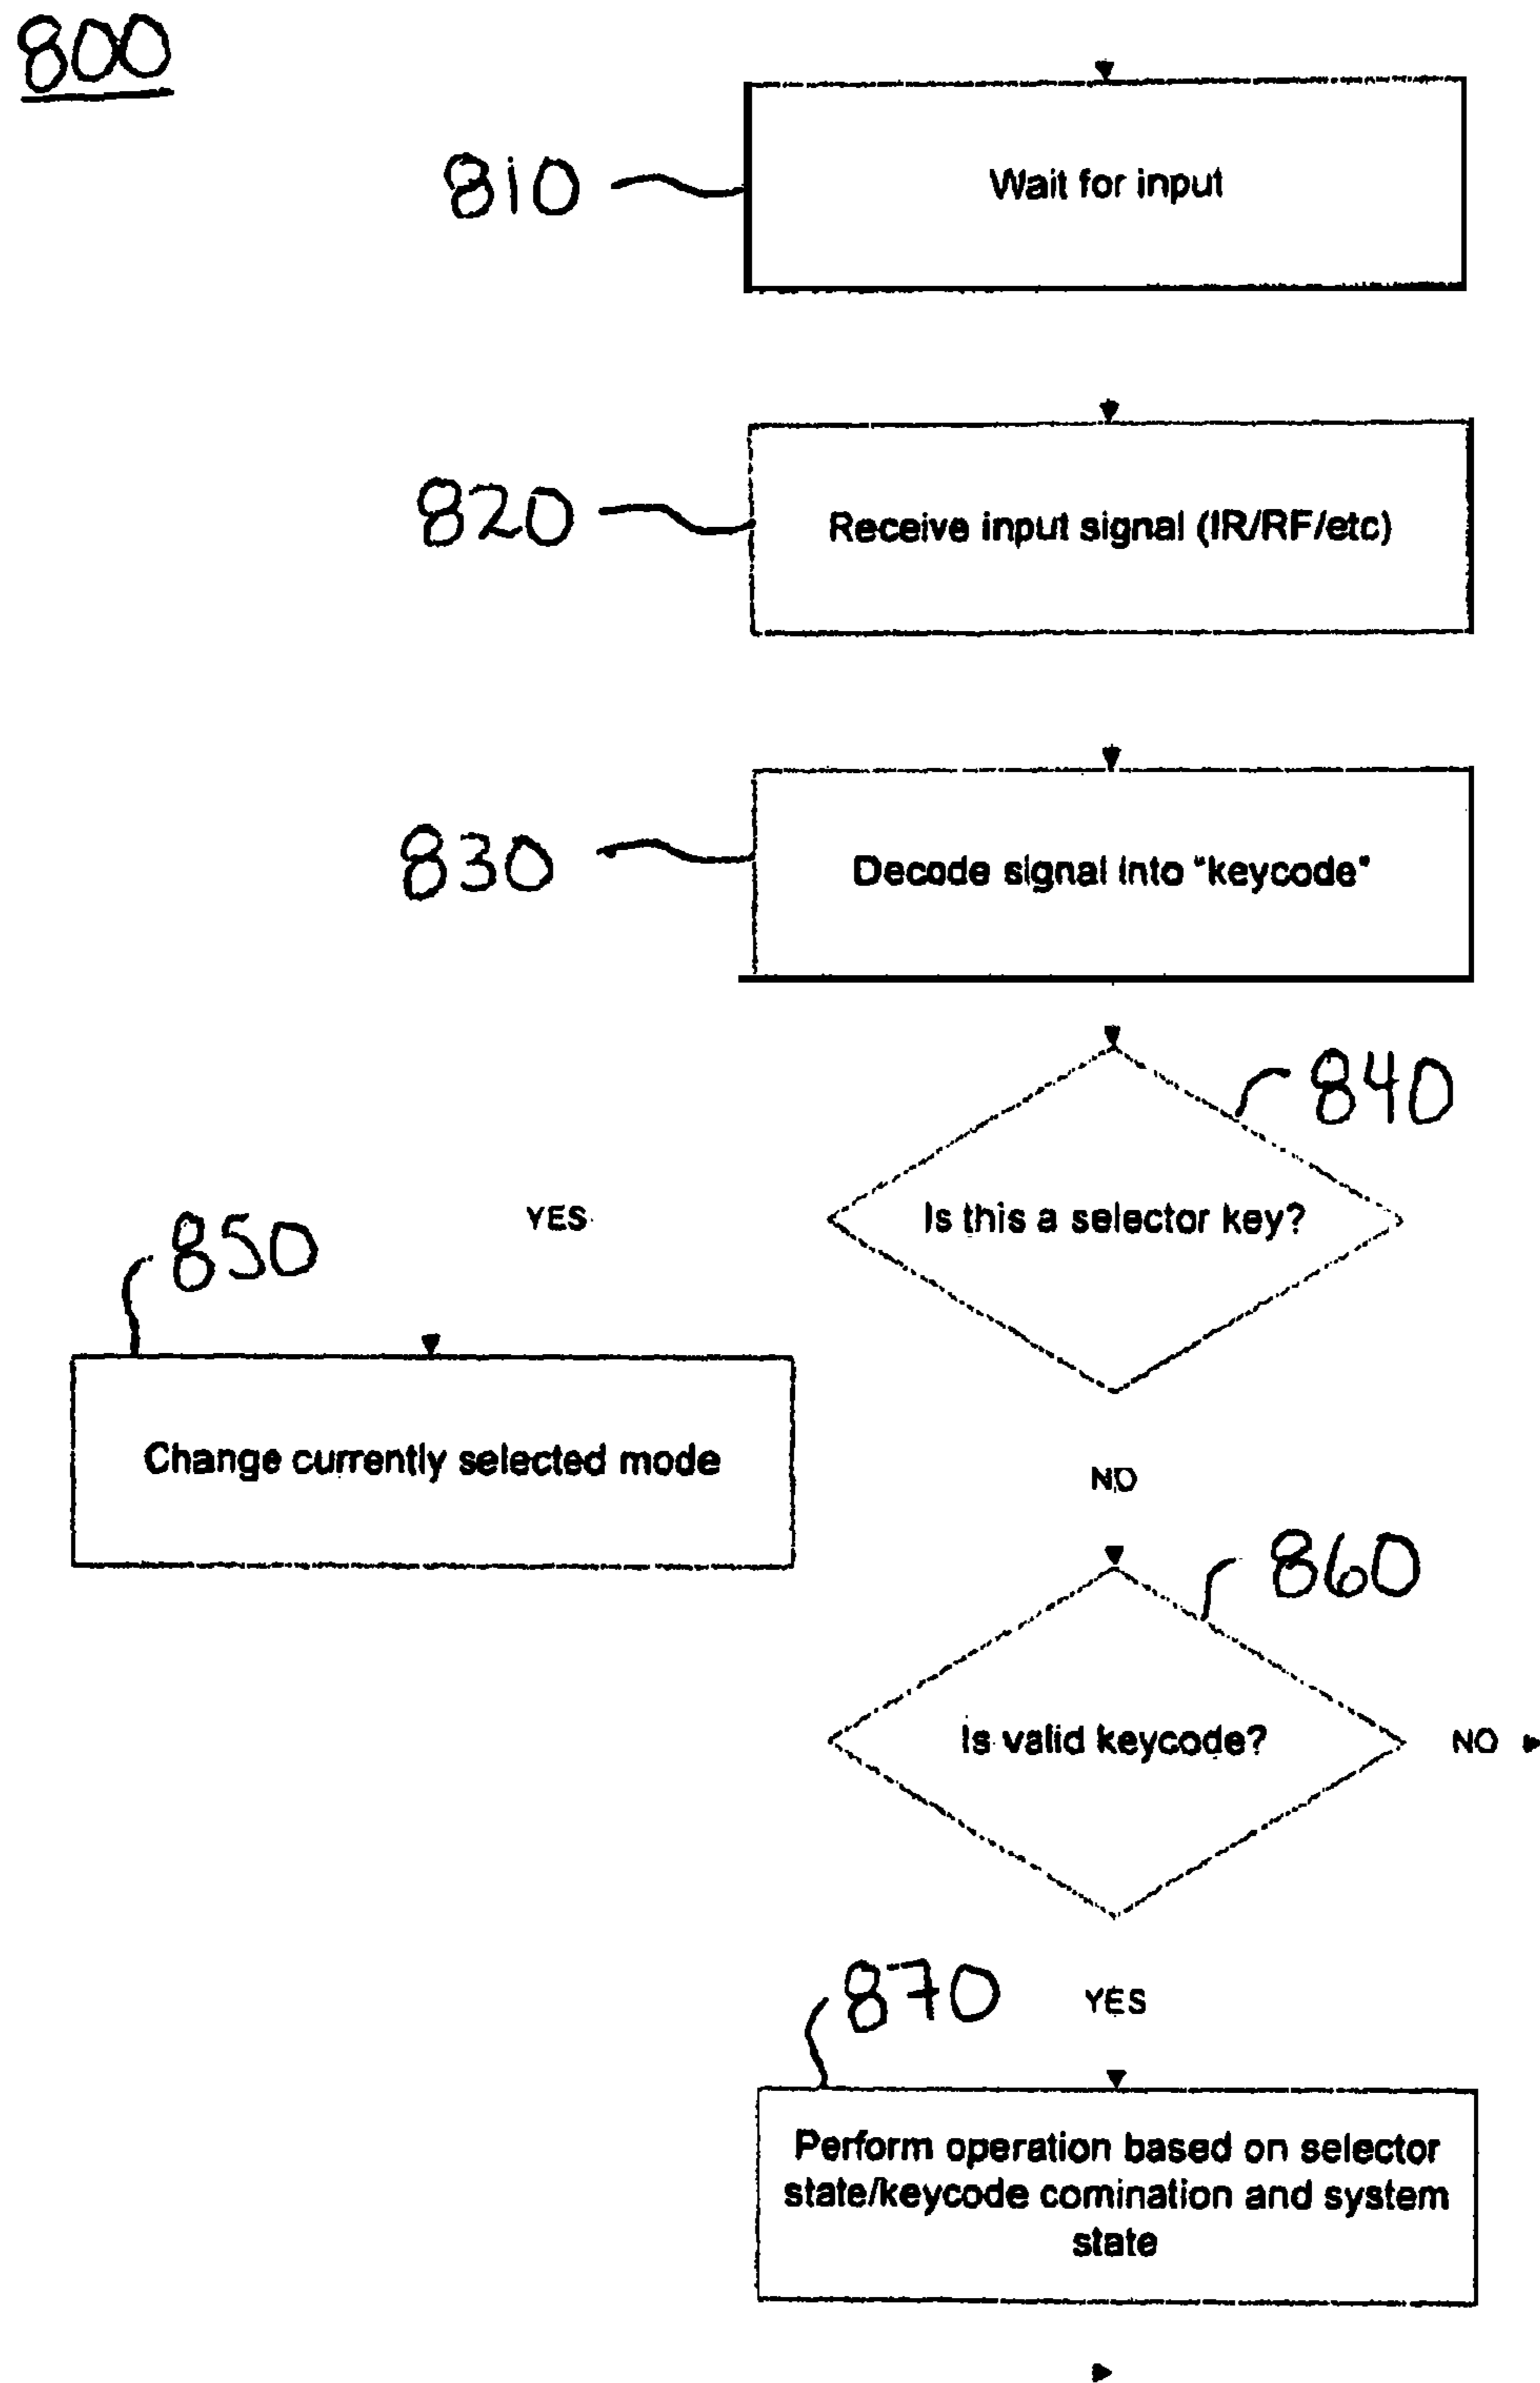 800
810
Wait for input
820
Receive input signal (IR/RF/etc)
830
Decode signal into "keycode"
840
Is this a selector key?
YES
850
Change currently selected mode
NO
860
Is valid keycode?
NO
870
YES
Perform operation based on selector
state/keycode comination and system
state